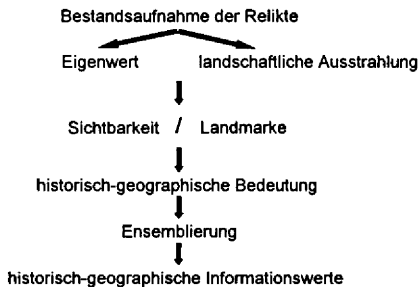 Bestandsaufnahme der Relikte
Eigenwert landschaftliche Ausstrahlung
Sichtbarkeit / Landmarke
historisch-geographische Bedeutung
Ensemblierung
historisch-geographische Informationswerte